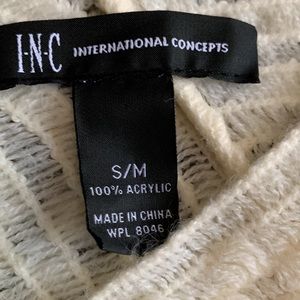 I·N·C INTERNATIONAL CONCEPTS
S/M
100% ACRYLIC
MADE IN CHINA
WPL 8046